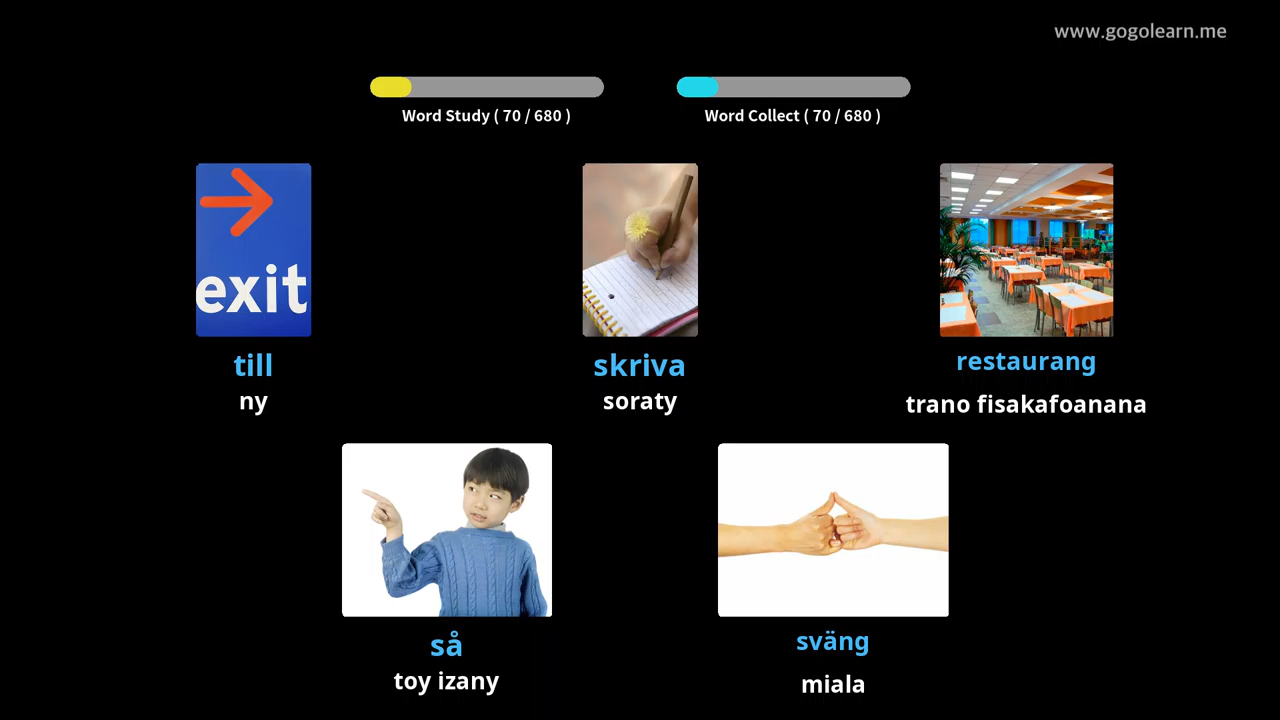 www.gogolearn.me
Word Study ( 70 / 680 )
Word Collect ( 70 / 680 )
exit
till
ny
skriva
soraty
restaurang
trano fisakafoanana
så
toy izany
sväng
miala